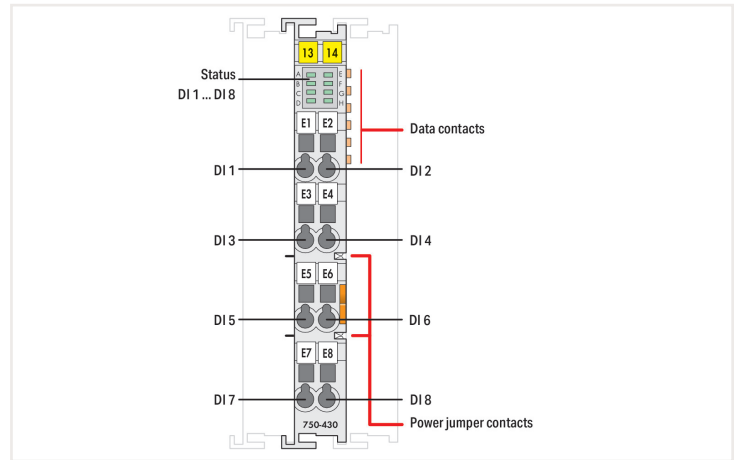 13 14
Status
DI 1 ... DI 8
A E
B F
C G
D H
E1 E2
Data contacts
DI 1 DI 2
E3 E4
DI 3 DI 4
E5 E6
DI 5 DI 6
E7 E8
DI 7 DI 8
750-430
Power jumper contacts